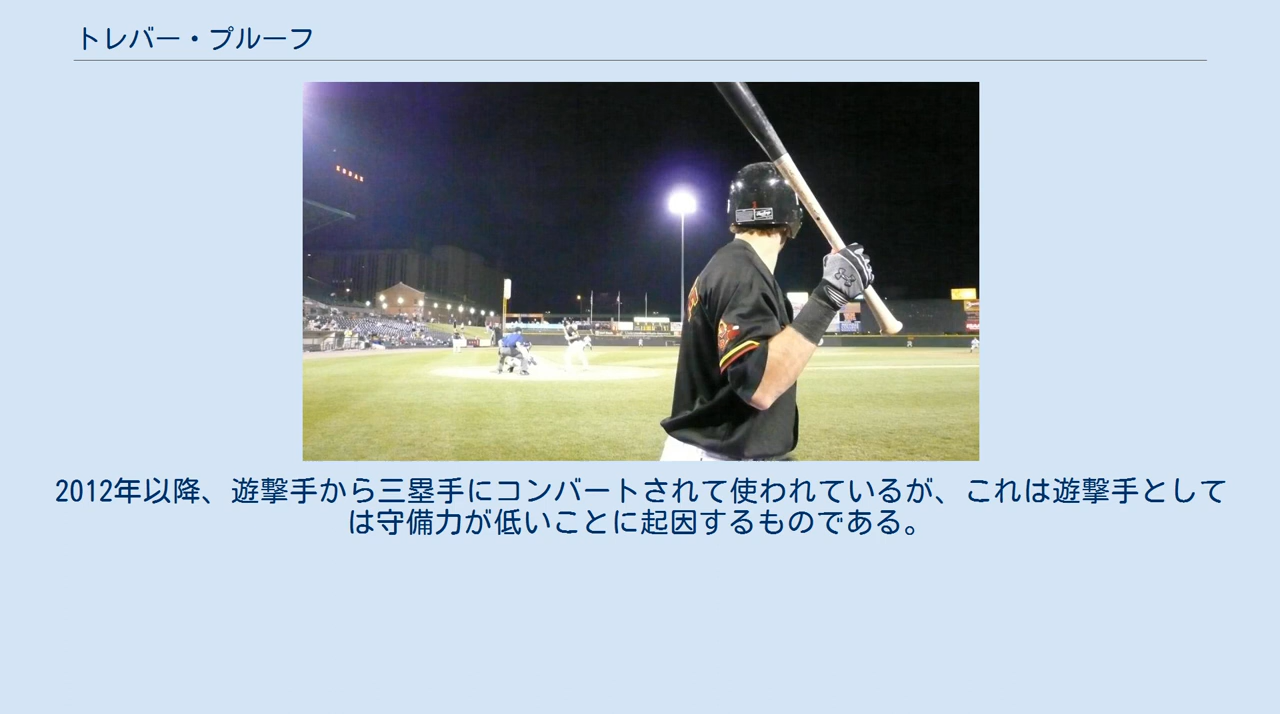 トレバー・プルーフ
KODAK
2012年以降、遊撃手から三塁手にコンバートされて使われているが、これは遊撃手として
は守備力が低いことに起因するものである。